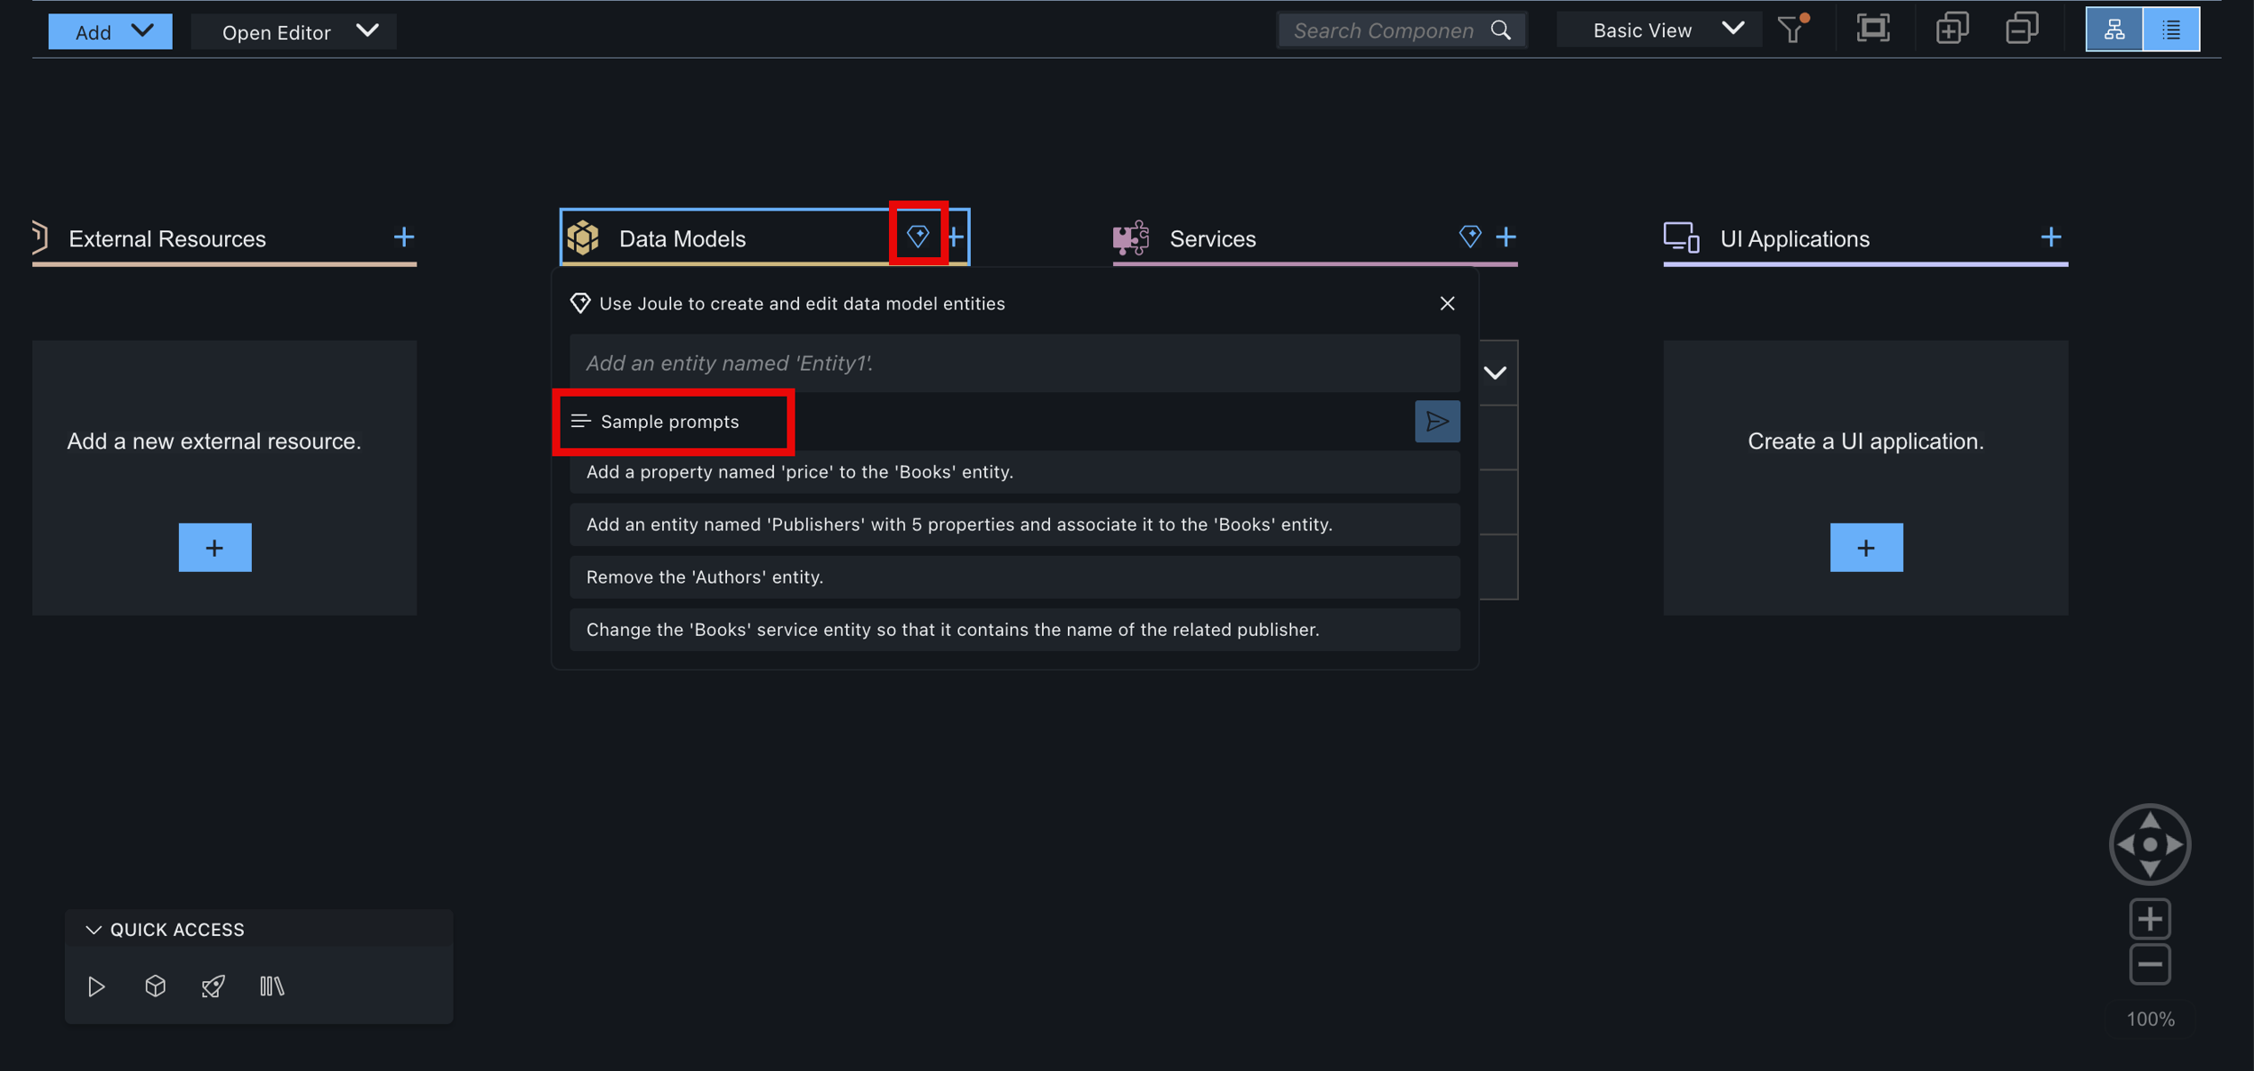 Add
Open Editor
Search Componen
Basic View
External Resources
Data Models
Services
UI Applications
Use Joule to create and edit data model entities
Add an entity named 'Entity1'.
Sample prompts
Add a property named 'price' to the 'Books' entity.
Add an entity named 'Publishers' with 5 properties and associate it to the 'Books' entity.
Remove the 'Authors' entity.
Change the 'Books' service entity so that it contains the name of the related publisher.
Add a new external resource.
Create a UI application.
QUICK ACCESS
100%